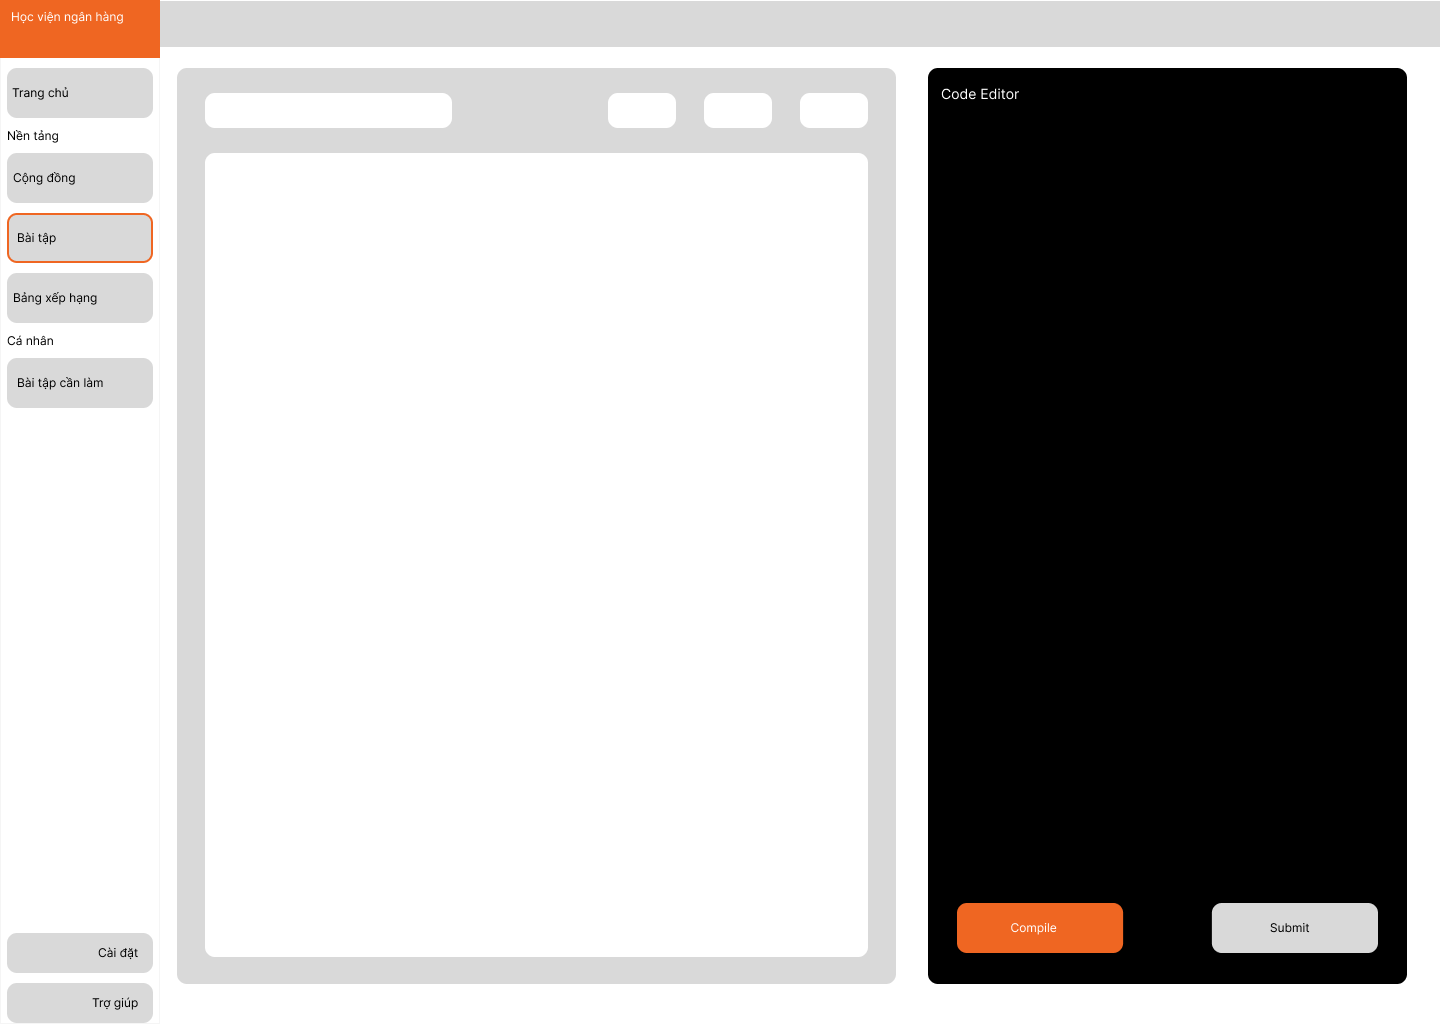 Học viện ngân hàng
Trang chủ
Nền tảng
Cộng đồng
Bài tập
Bảng xếp hạng
Cá nhân
Bài tập cần làm
Cài đặt
Trợ giúp
Code Editor
Compile
Submit